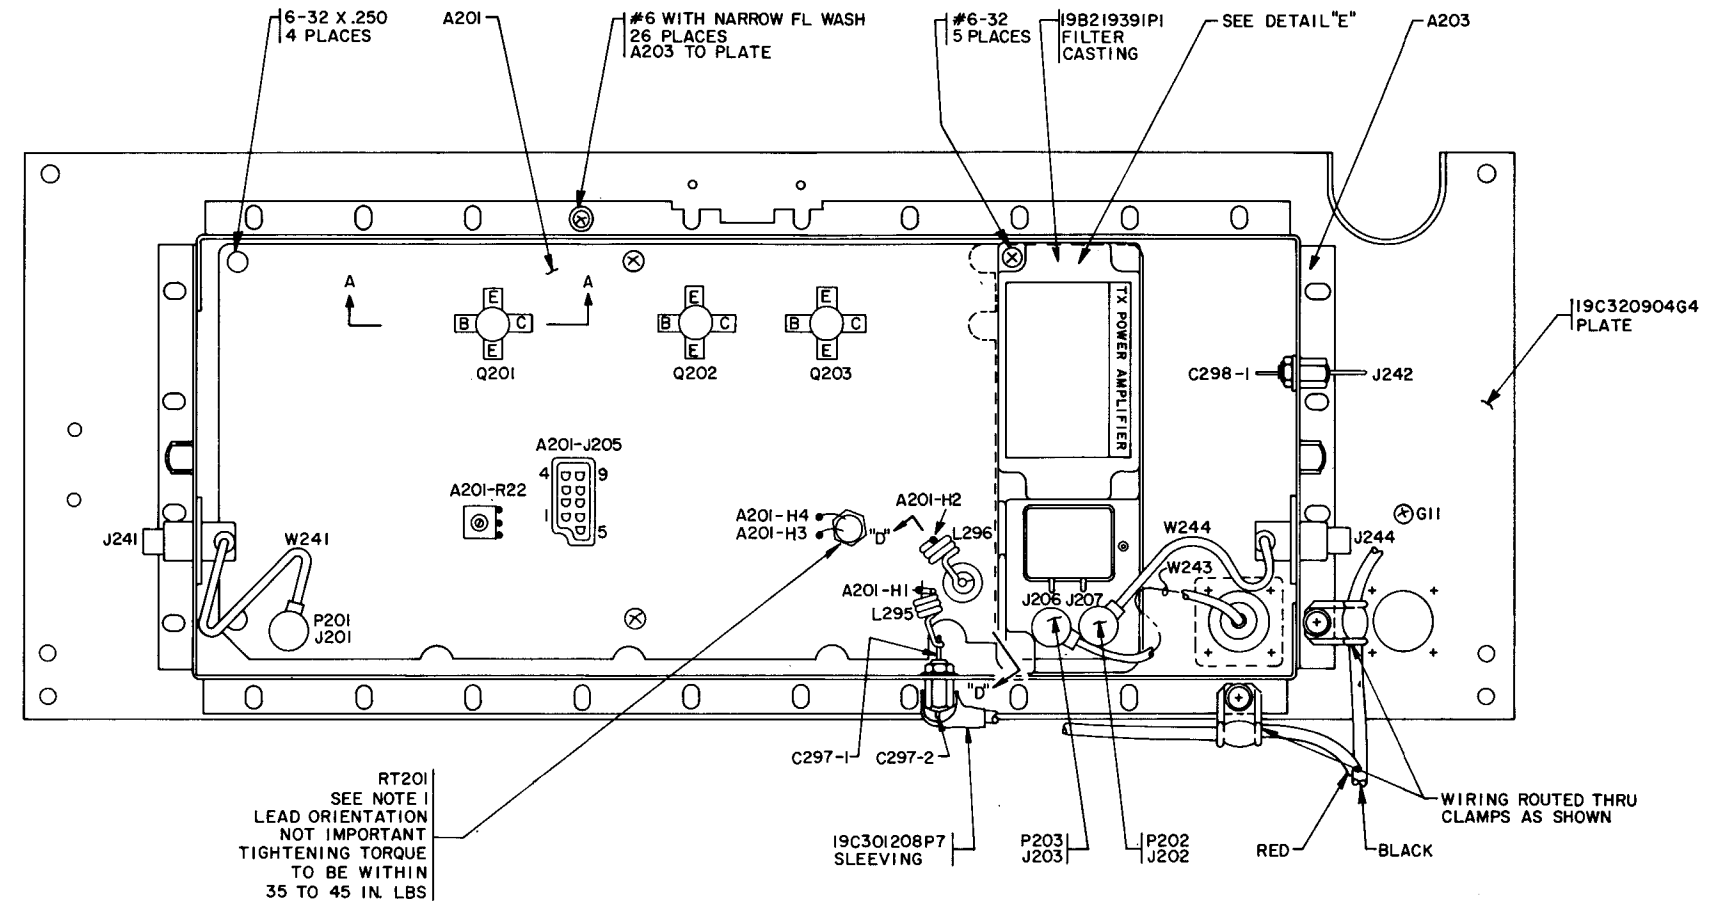 6-32 X .250
4 PLACES
A201
#6 WITH NARROW FL WASH
26 PLACES
A203 TO PLATE
#6-32
5 PLACES
19B219391P1
FILTER
CASTING
SEE DETAIL "E"
A203
A
A
E
B
C
E
Q201
E
B
C
E
Q202
E
B
C
E
Q203
TX POWER AMPLIFIER
19C320904G4
PLATE
C298-1
J242
A201-J205
4
9
1
5
A201-R22
A201-H4
A201-H3
"D"
A201-H2
L296
A201-H1
L295
J241
W241
P201
J201
J206
J207
W244
W243
J244
G11
"D"
C297-1
C297-2
RT201
SEE NOTE 1
LEAD ORIENTATION
NOT IMPORTANT
TIGHTENING TORQUE
TO BE WITHIN
35 TO 45 IN. LBS
19C301208P7
SLEEVING
P203
J203
P202
J202
RED
BLACK
WIRING ROUTED THRU
CLAMPS AS SHOWN